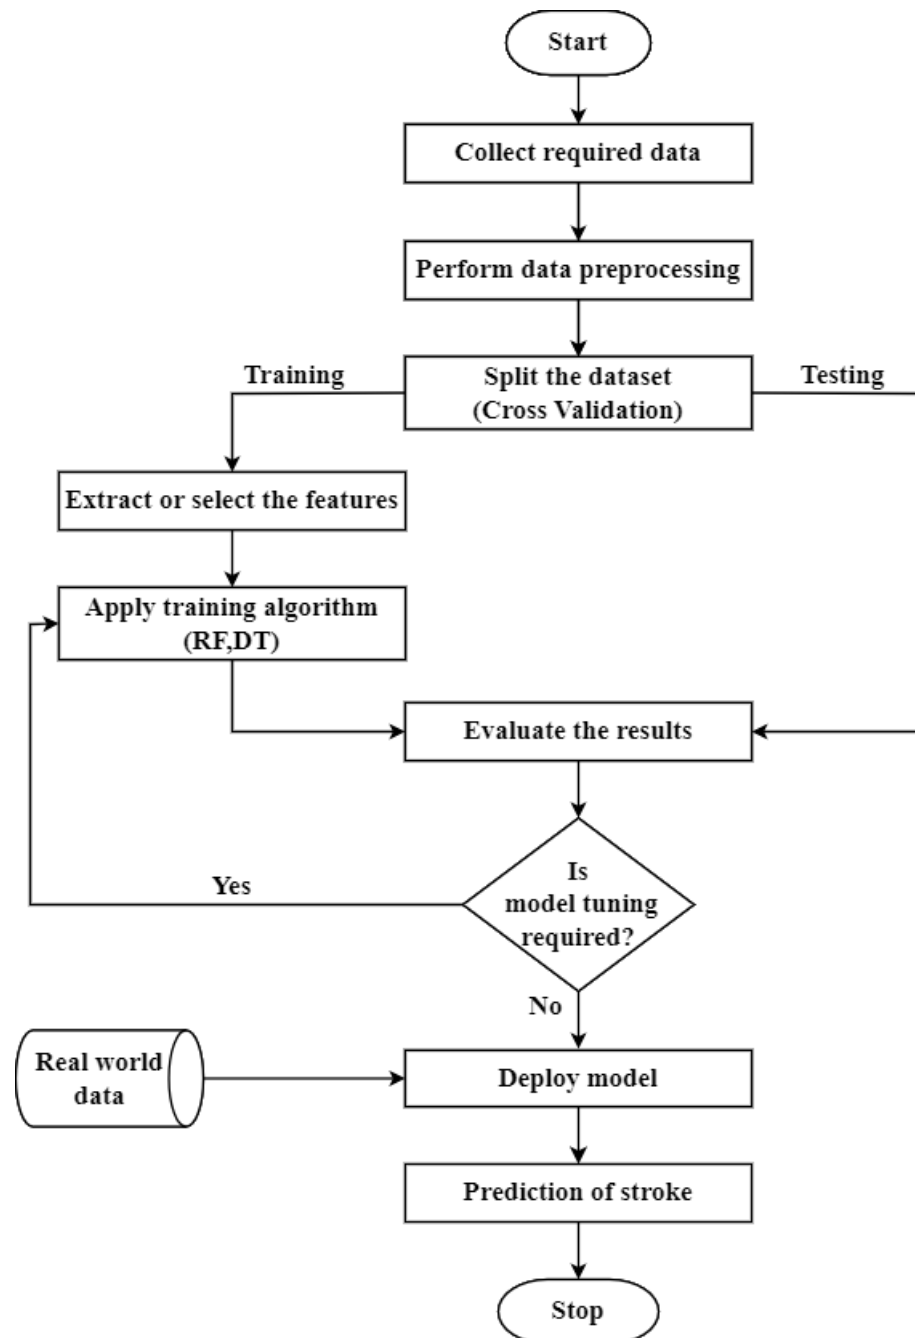 Start
Collect required data
Perform data preprocessing
Training
Split the dataset
(Cross Validation)
Testing
Extract or select the features
Apply training algorithm
(RF,DT)
Evaluate the results
Is
model tuning
required?
Yes
No
Real world
data
Deploy model
Prediction of stroke
Stop